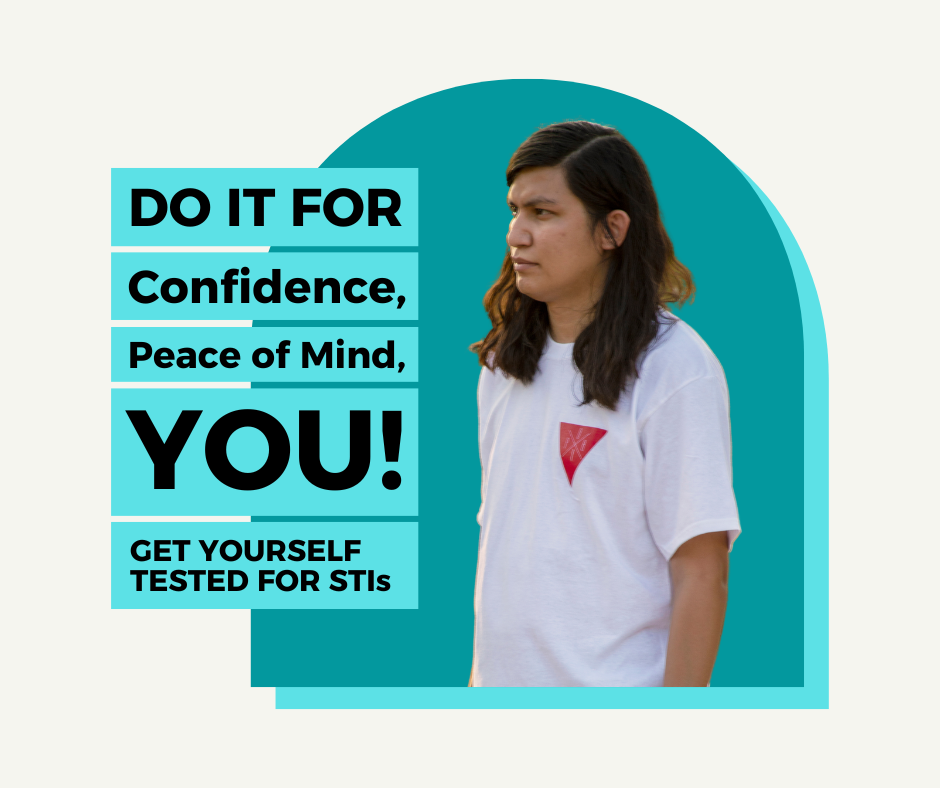 DO IT FOR
Confidence,
Peace of Mind,
YOU!
GET YOURSELF
TESTED FOR STIs